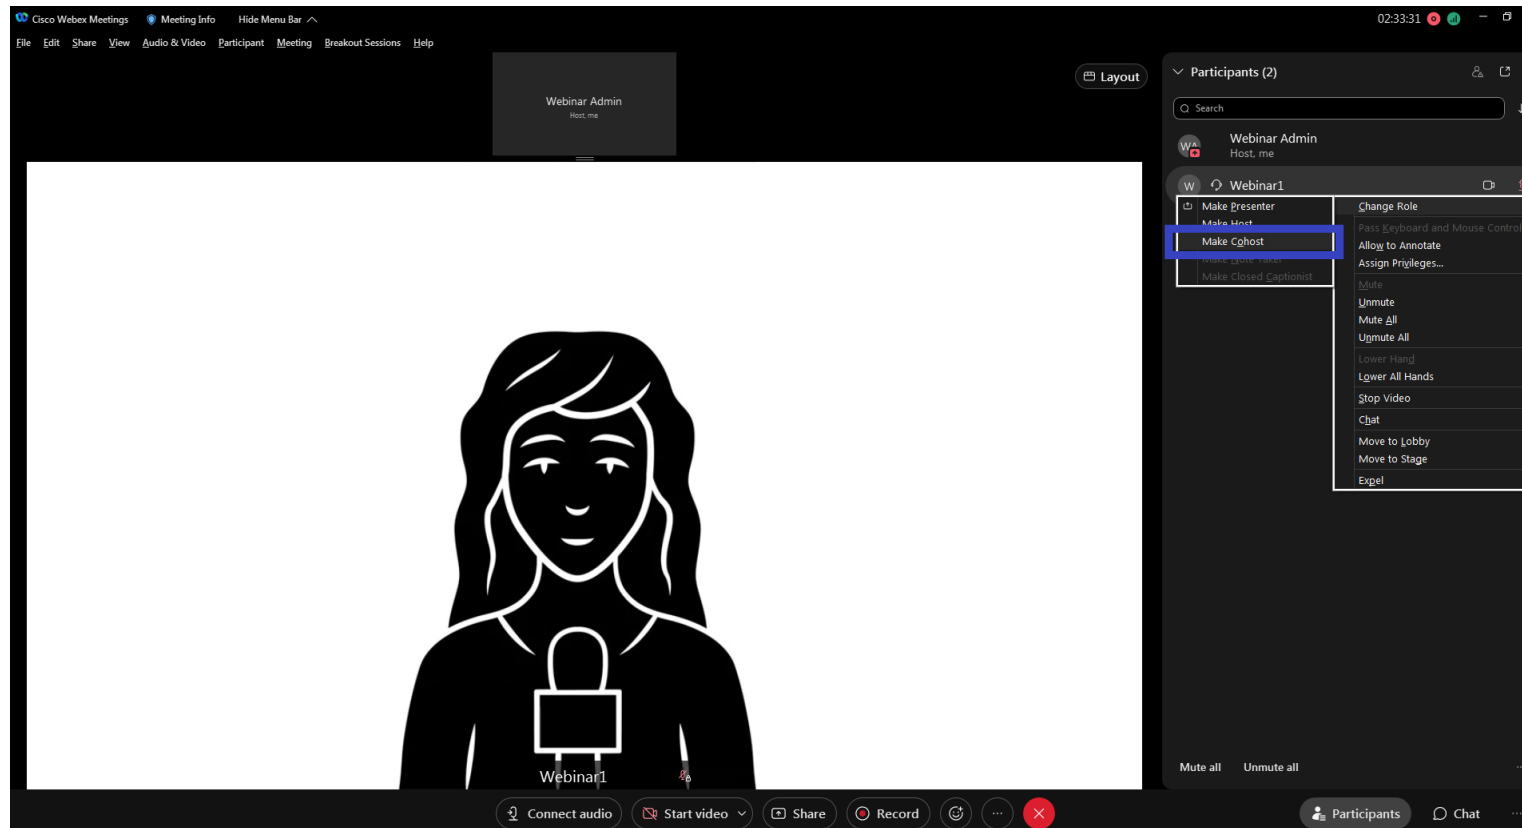 Cisco Webex Meetings Meeting Info Hide Menu Bar 02:33:31
File Edit Share View Audio & Video Participant Meeting Breakout Sessions Help
Layout
Webinar Admin
Host, me
Participants (2)
Search
WA Webinar Admin
Host, me
W Webinar1
Make Presenter
Make Host
Make Cohost
Make Note Taker
Make Closed Captionist
Change Role
Pass Keyboard and Mouse Control
Allow to Annotate
Assign Privileges...
Mute
Unmute
Mute All
Unmute All
Lower Hand
Lower All Hands
Stop Video
Chat
Move to Lobby
Move to Stage
Expel
Webinar1
Mute all Unmute all
Connect audio Start video Share Record Participants Chat